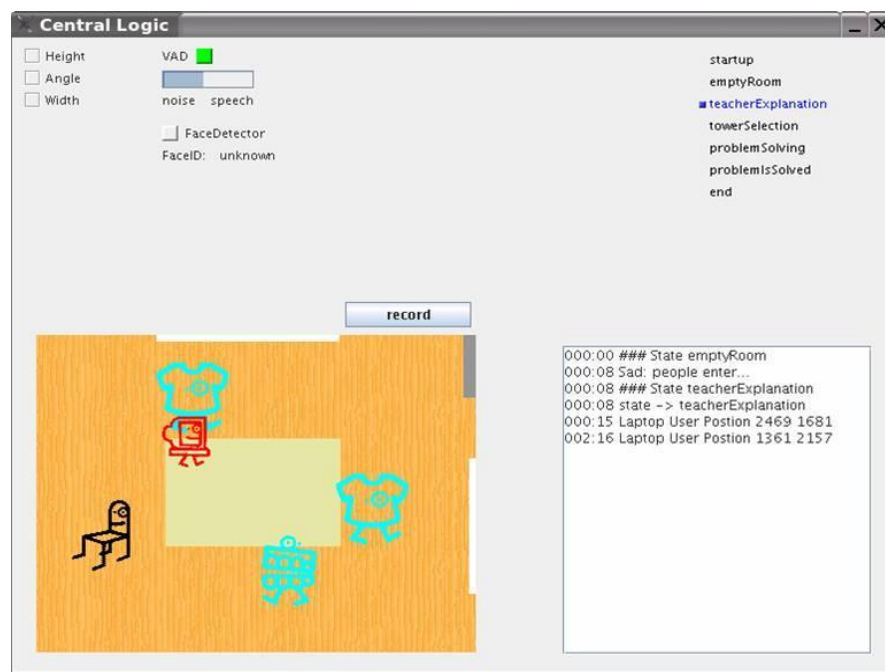 Central Logic
Height
Angle
Width
VAD
noise speech
FaceDetector
FaceID: unknown
startup
emptyRoom
teacherExplanation
towerSelection
problemSolving
problemIsSolved
end
record
000:00 ### State emptyRoom
000:08 Sad: people enter...
000:08 ### State teacherExplanation
000:08 state -> teacherExplanation
000:15 Laptop User Postion 2469 1681
002:16 Laptop User Postion 1361 2157